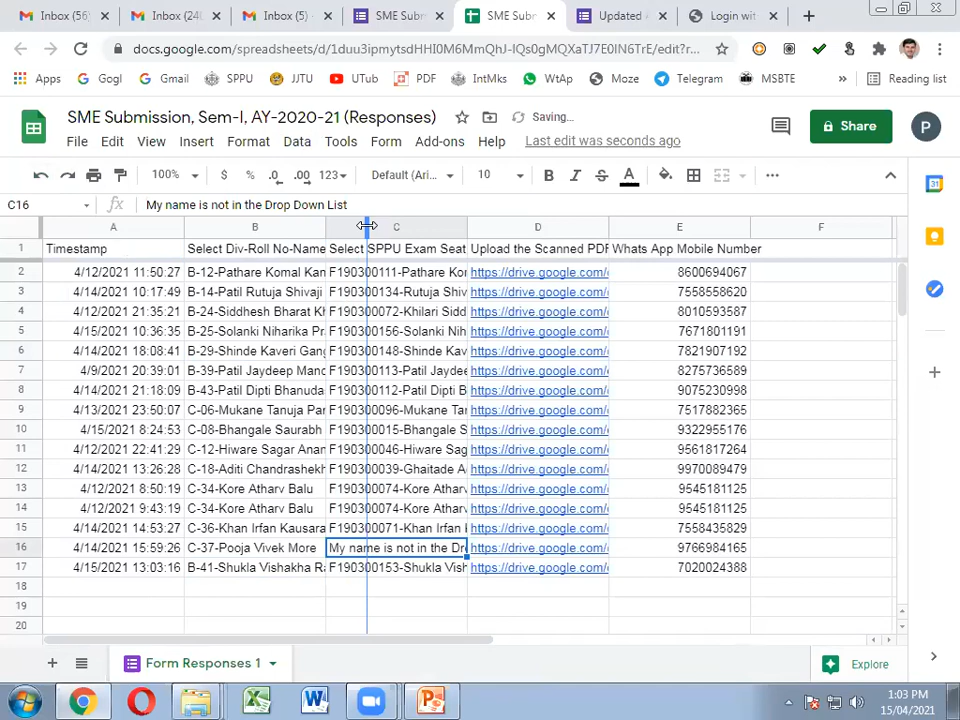 Inbox (56)
Inbox (24
Inbox (5)
SME Sub
SME Sub
Updated
Login wit
docs.google.com/spreadsheets/d/1duu3ipmytsdHHI0M6MmQhJ-lQs0gMQXaTJ7E0lN6TrE/edit?r...
Apps
Gogl
Gmail
SPPU
JJTU
UTub
PDF
IntMks
WtAp
Moze
Telegram
MSBTE
»
Reading list
SME Submission, Sem-I, AY-2020-21 (Responses)
Saving...
Share
P
File Edit View Insert Format Data Tools Form Add-ons Help Last edit was seconds ago
100% $ % .0 .00 123 Default (Ari... 10 B I S A
C16 fx My name is not in the Drop Down List
A B C D E F
1 Timestamp Select Div-Roll No-Name Select SPPU Exam Seat Upload the Scanned PDF Whats App Mobile Number
2 4/12/2021 11:50:27 B-12-Pathare Komal Kan F190300111-Pathare Kor https://drive.google.com/ 8600694067
3 4/14/2021 10:17:49 B-14-Patil Rutuja Shivaji F190300134-Rutuja Shiv https://drive.google.com/ 7558558620
4 4/12/2021 21:35:21 B-24-Siddhesh Bharat Kh F190300072-Khilari Sidd https://drive.google.com/ 8010593587
5 4/15/2021 10:36:35 B-25-Solanki Niharika Pr F190300156-Solanki Nih https://drive.google.com/ 7671801191
6 4/14/2021 18:08:41 B-29-Shinde Kaveri Gang F190300148-Shinde Kav https://drive.google.com/ 7821907192
7 4/9/2021 20:39:01 B-39-Patil Jaydeep Mano F190300113-Patil Jayde https://drive.google.com/ 8275736589
8 4/14/2021 21:18:09 B-43-Patil Dipti Bhanuda F190300112-Patil Dipti B https://drive.google.com/ 9075230998
9 4/13/2021 23:50:07 C-06-Mukane Tanuja Par F190300096-Mukane Tar https://drive.google.com/ 7517882365
10 4/15/2021 8:24:53 C-08-Bhangale Saurabh F190300015-Bhangale S https://drive.google.com/ 9322955176
11 4/12/2021 22:41:29 C-12-Hiware Sagar Anan F190300046-Hiware Sag https://drive.google.com/ 9561817264
12 4/14/2021 13:26:28 C-18-Aditi Chandrashekh F190300039-Ghaitade A https://drive.google.com/ 9970089479
13 4/12/2021 8:50:19 C-34-Kore Atharv Balu F190300074-Kore Atharv https://drive.google.com/ 9545181125
14 4/12/2021 9:43:19 C-34-Kore Atharv Balu F190300074-Kore Atharv https://drive.google.com/ 9545181125
15 4/14/2021 14:53:27 C-36-Khan Irfan Kausara F190300071-Khan Irfan https://drive.google.com/ 7558435829
16 4/14/2021 15:59:26 C-37-Pooja Vivek More My name is not in the Dr https://drive.google.com/ 9766984165
17 4/15/2021 13:03:16 B-41-Shukla Vishakha Ra F190300153-Shukla Vish https://drive.google.com/ 7020024388
18
19
20
Form Responses 1
Explore
1:03 PM
15/04/2021